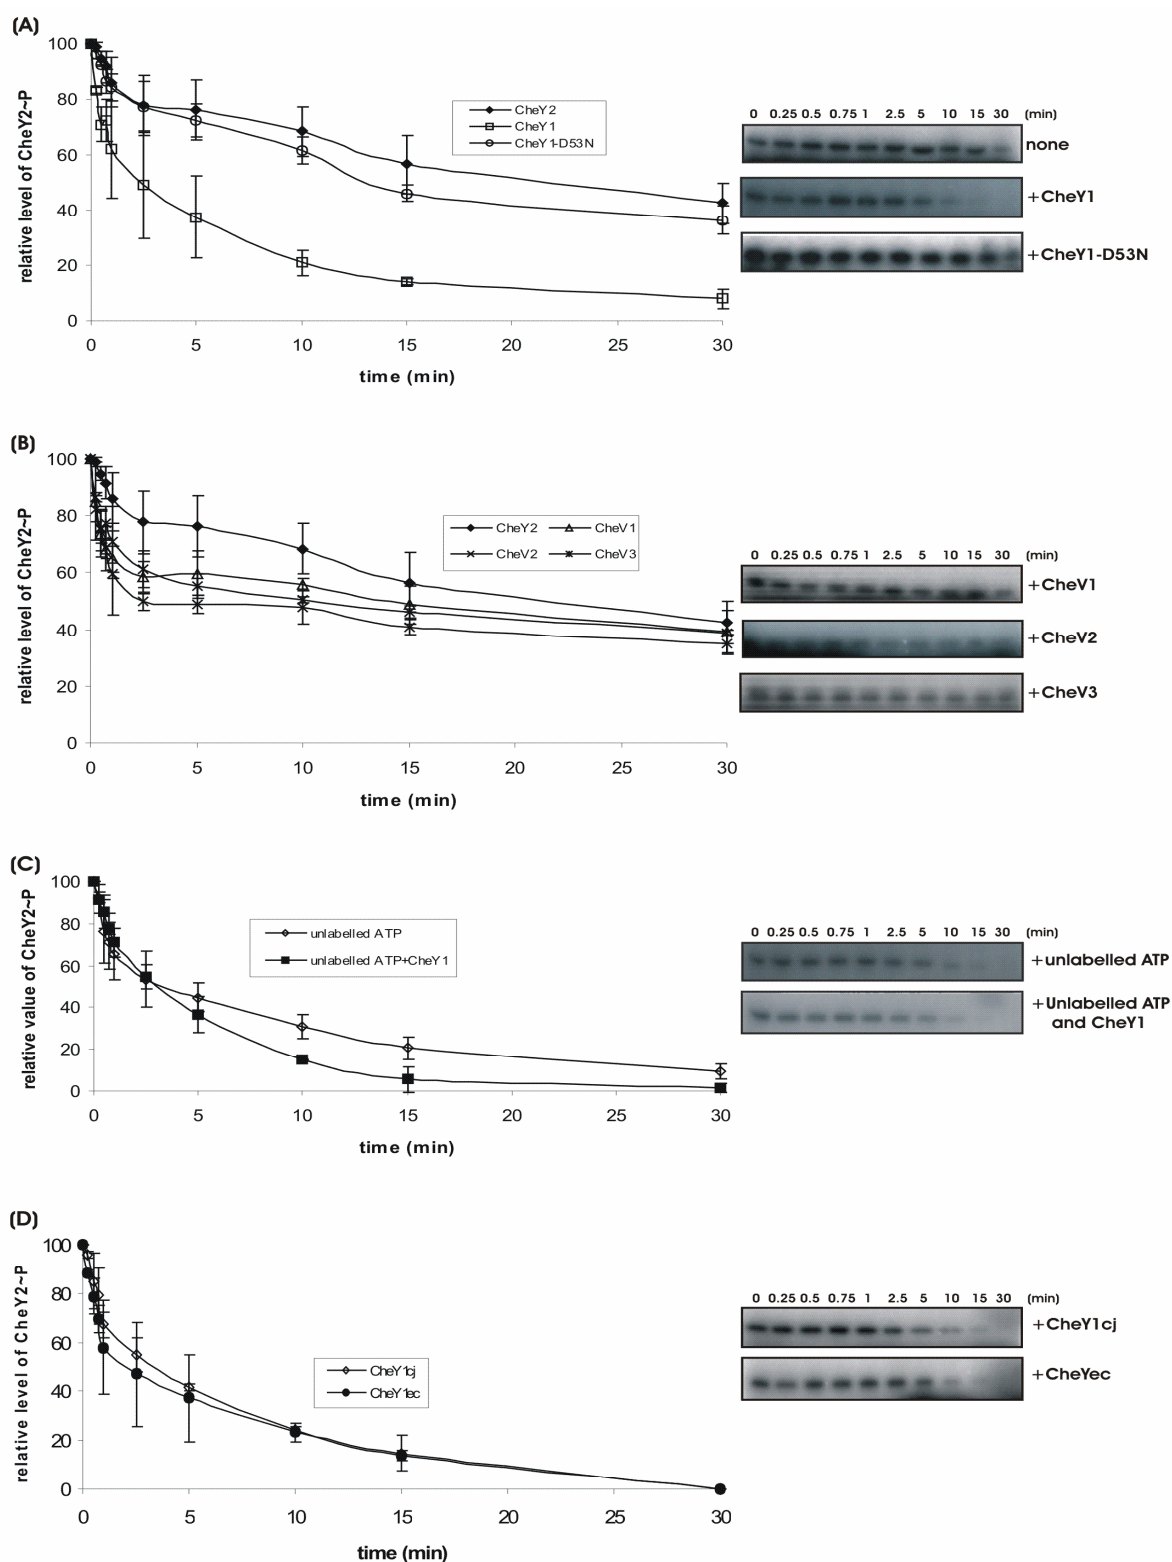 (A)
100
80
60
40
20
0
relative level of CheY2~P
CheY2
CheY1
CheY1-D53N
0 5 10 15 20 25 30
time (min)
0 0.25 0.5 0.75 1 2.5 5 10 15 30 (min)
none
+CheY1
+CheY1-D53N
(B)
100
80
60
40
20
0
relative level of CheY2~P
CheY2 CheV1
CheV2 CheV3
0 5 10 15 20 25 30
time (min)
0 0.25 0.5 0.75 1 2.5 5 10 15 30 (min)
+CheV1
+CheV2
+CheV3
(C)
100
80
60
40
20
0
relative value of CheY2~P
unlabelled ATP
unlabelled ATP+CheY1
0 5 10 15 20 25 30
time (min)
0 0.25 0.5 0.75 1 2.5 5 10 15 30 (min)
+unlabelled ATP
+Unlabelled ATP
and CheY1
(D)
100
80
60
40
20
0
relative level of CheY2~P
CheY1cj
CheY1ec
0 5 10 15 20 25 30
time (min)
0 0.25 0.5 0.75 1 2.5 5 10 15 30 (min)
+CheY1cj
+CheYec